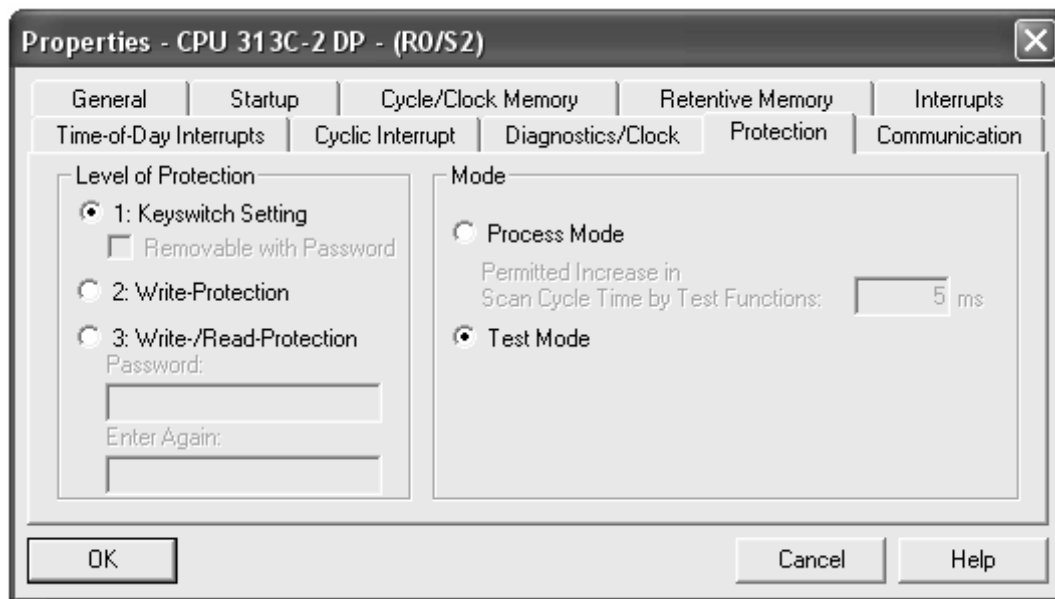 Properties - CPU 313C-2 DP - (R0/S2)
General Startup Cycle/Clock Memory Retentive Memory Interrupts
Time-of-Day Interrupts Cyclic Interrupt Diagnostics/Clock Protection Communication
Level of Protection
1: Keyswitch Setting
Removable with Password
2: Write-Protection
3: Write-/Read-Protection
Password:
Enter Again:
Mode
Process Mode
Permitted Increase in
Scan Cycle Time by Test Functions: 5 ms
Test Mode
OK Cancel Help